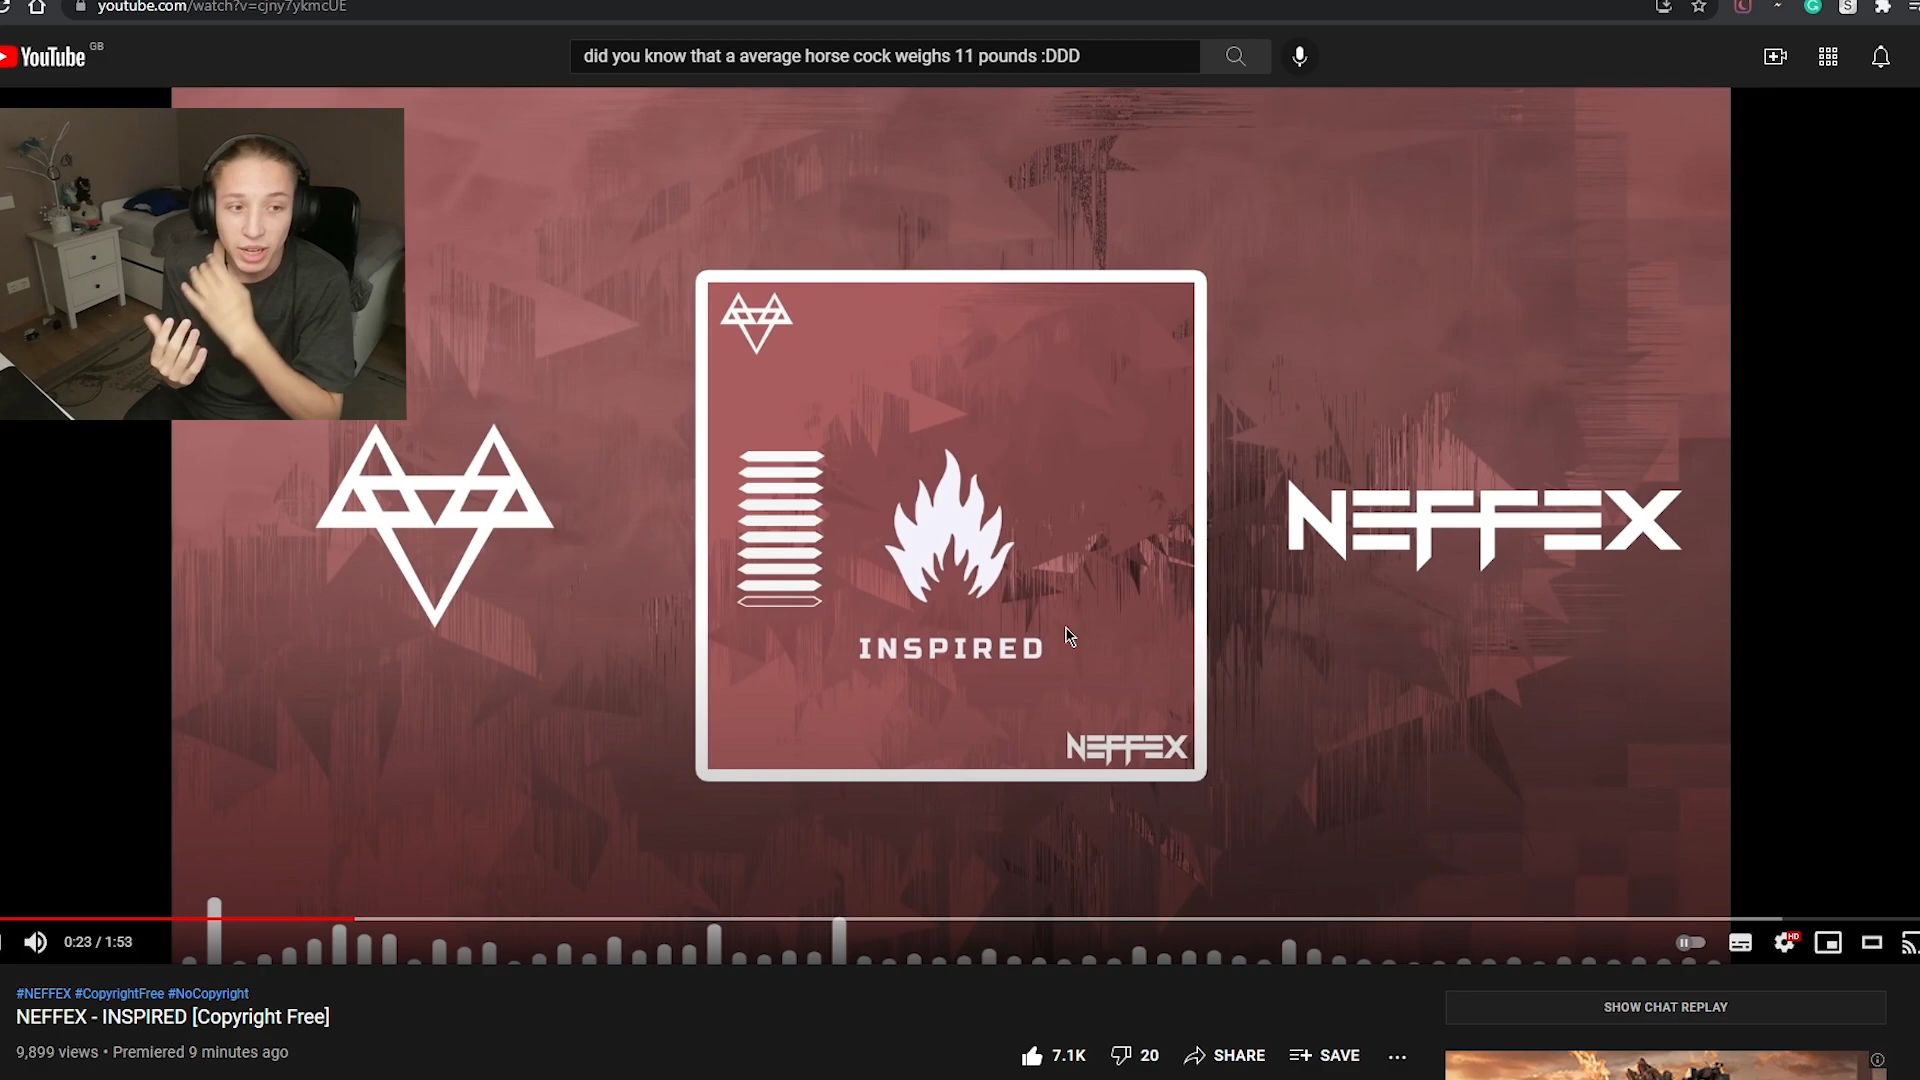 youtube.com/watch?v=cjny7ykmcUE
YouTube GB
did you know that a average horse cock weighs 11 pounds :DDD
INSPIRED
NEFFEX
NEFFEX
0:23 / 1:53
HD
#NEFFEX #CopyrightFree #NoCopyright
NEFFEX - INSPIRED [Copyright Free]
9,899 views • Premiered 9 minutes ago
7.1K
20
SHARE
SAVE
SHOW CHAT REPLAY